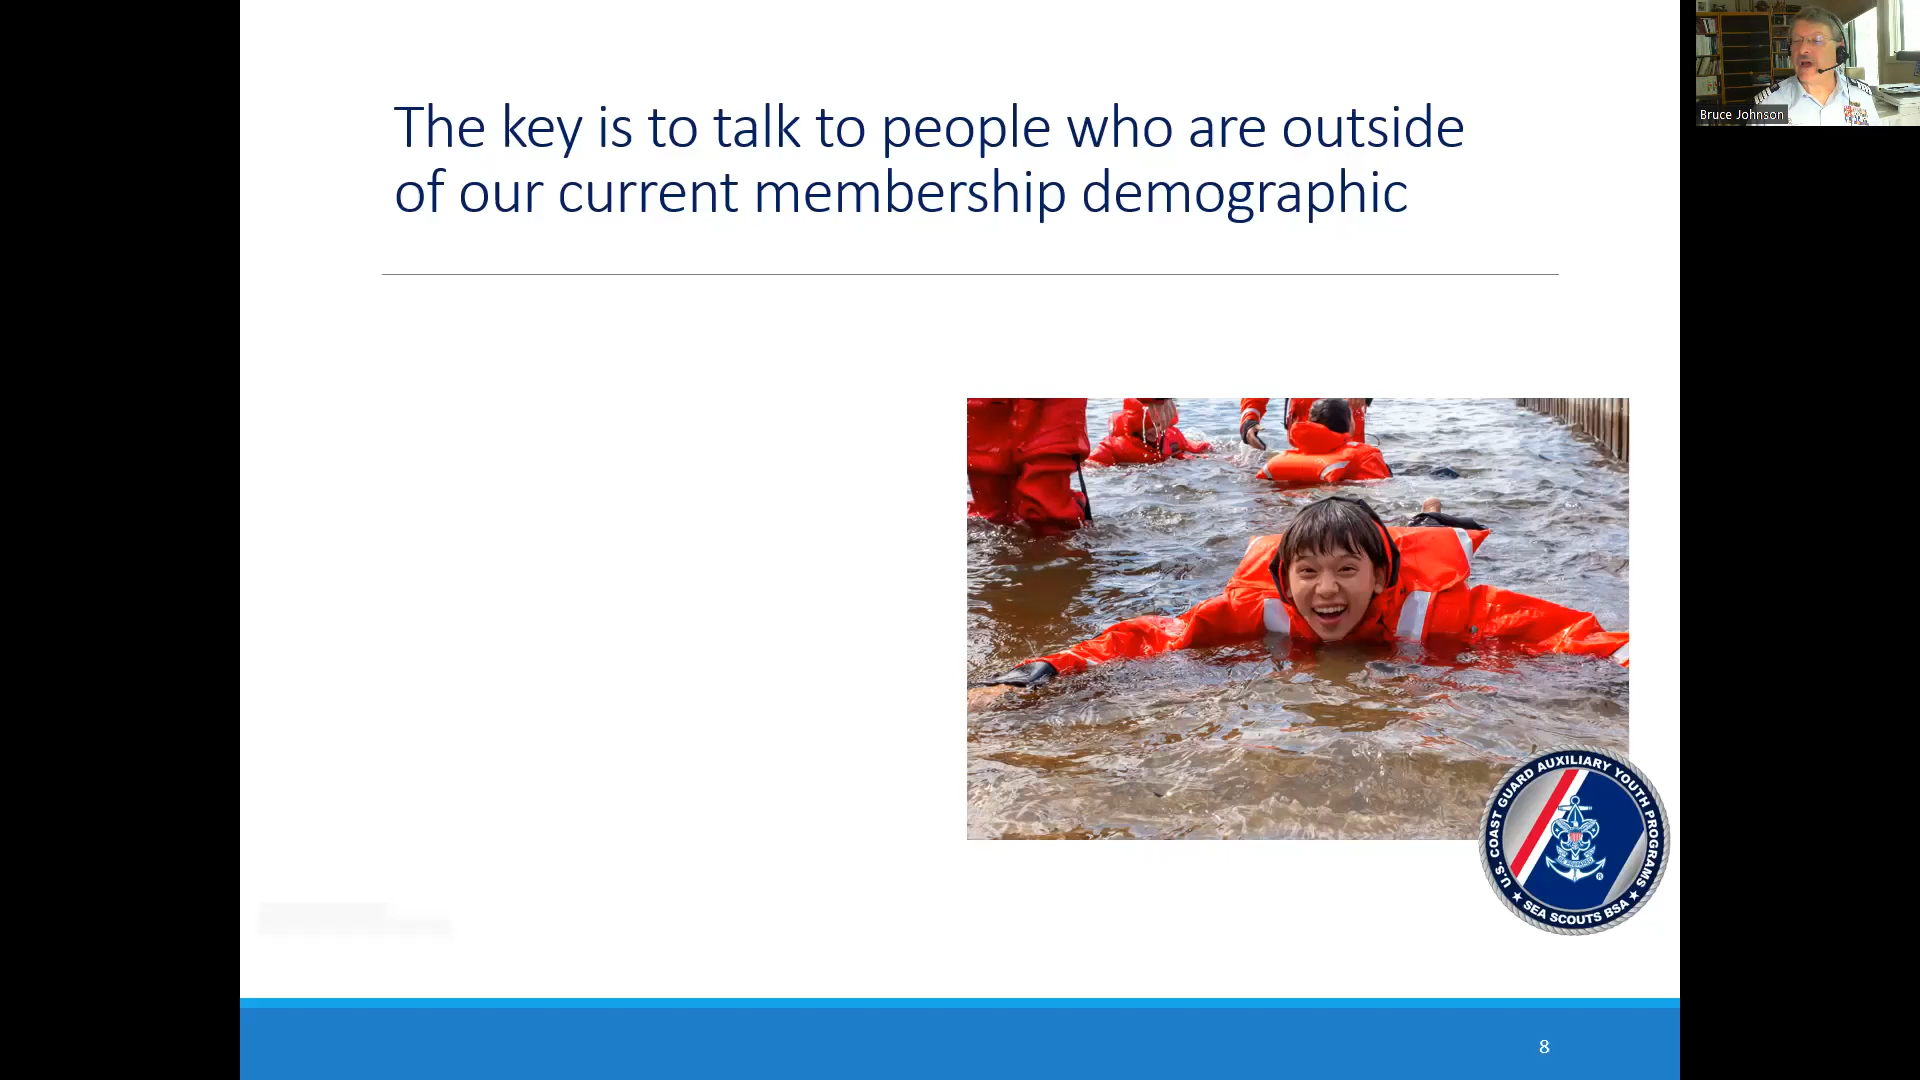 The key is to talk to people who are outside
of our current membership demographic
Bruce Johnson
U.S. COAST GUARD AUXILIARY YOUTH PROGRAMS
★ SEA SCOUTS BSA ★
®
8